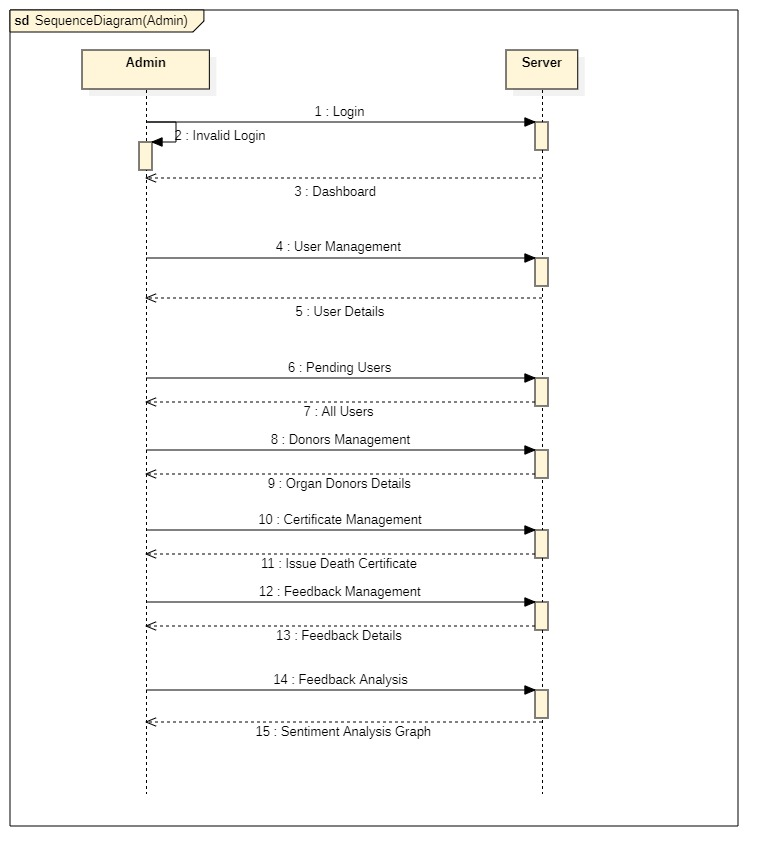 sd SequenceDiagram(Admin)
Admin
Server
1 : Login
2 : Invalid Login
3 : Dashboard
4 : User Management
5 : User Details
6 : Pending Users
7 : All Users
8 : Donors Management
9 : Organ Donors Details
10 : Certificate Management
11 : Issue Death Certificate
12 : Feedback Management
13 : Feedback Details
14 : Feedback Analysis
15 : Sentiment Analysis Graph